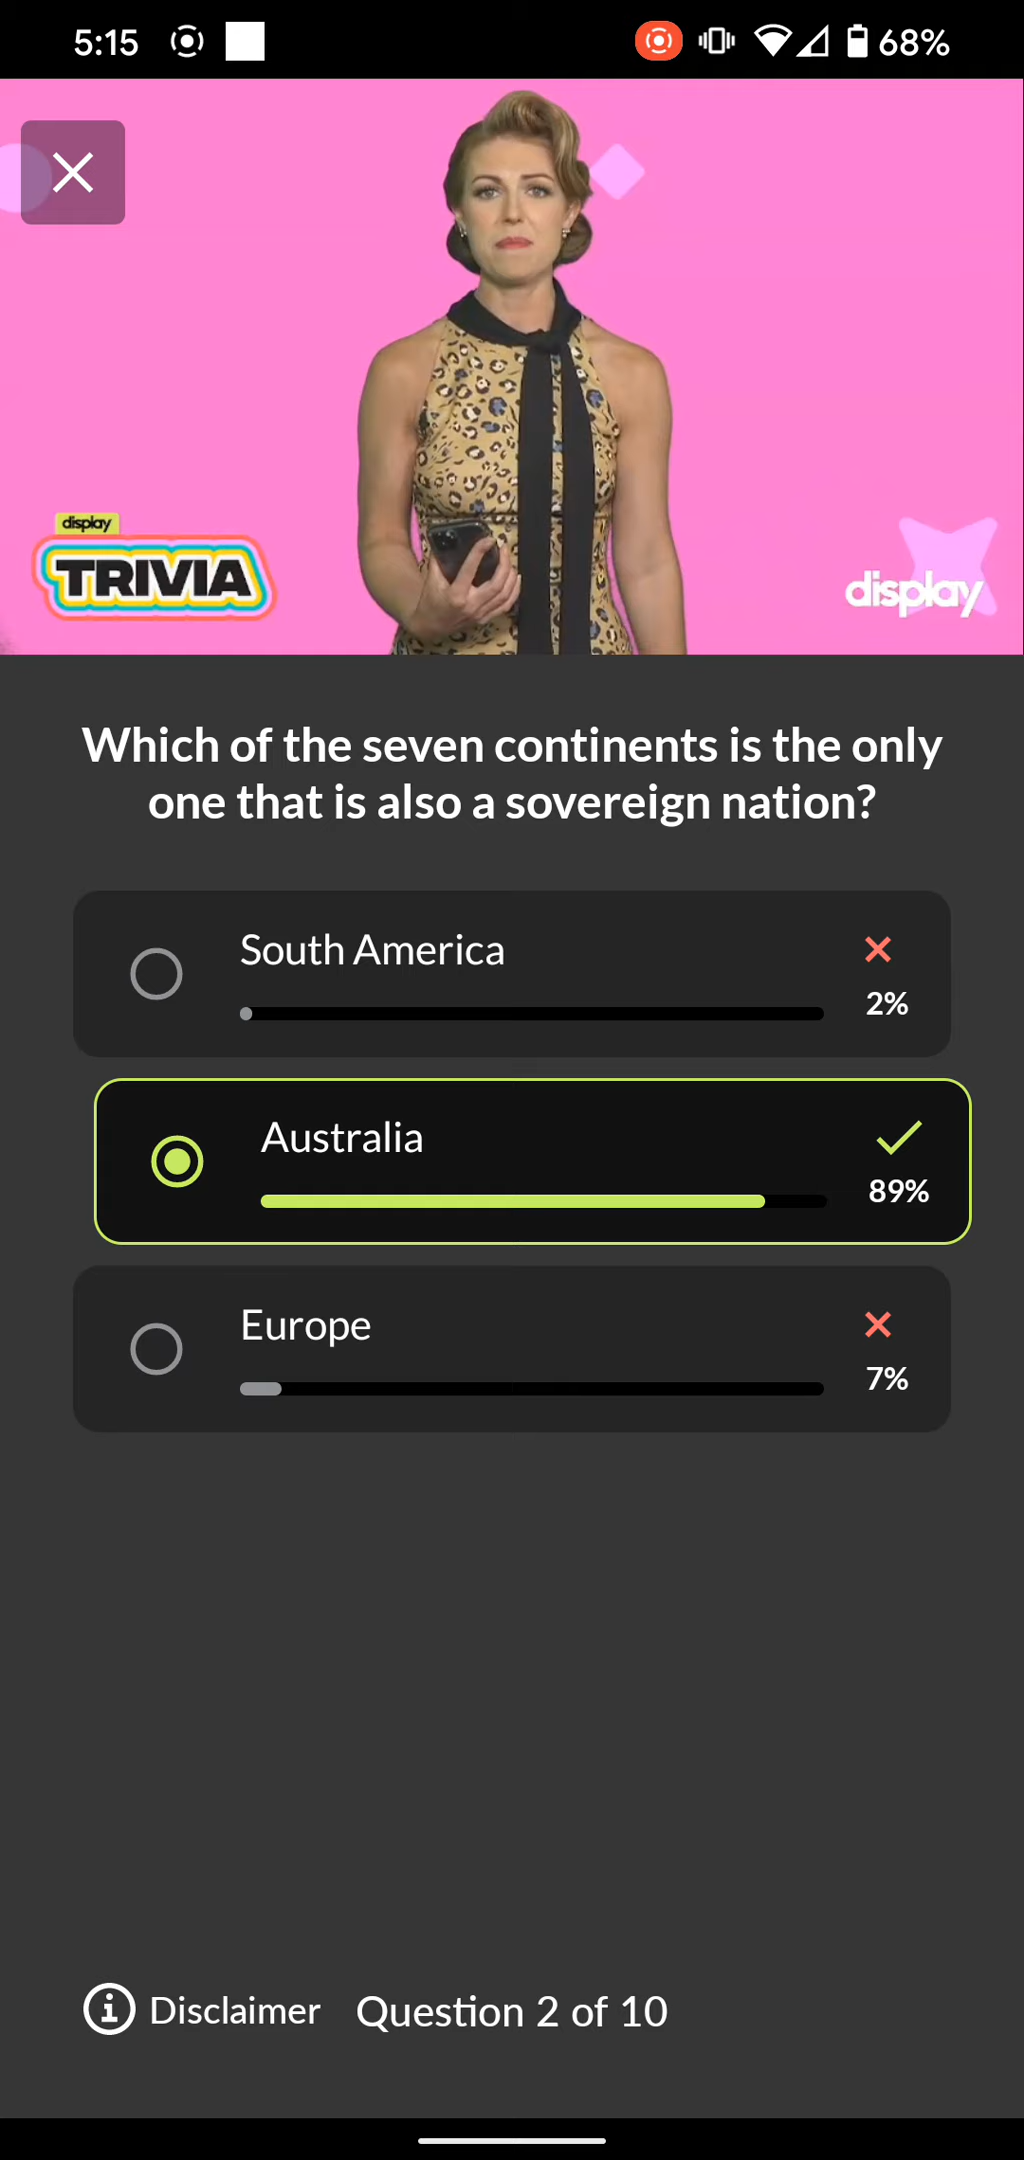 5:15
68%
display
TRIVIA
display
Which of the seven continents is the only
one that is also a sovereign nation?
South America
2%
Australia
89%
Europe
7%
Disclaimer Question 2 of 10